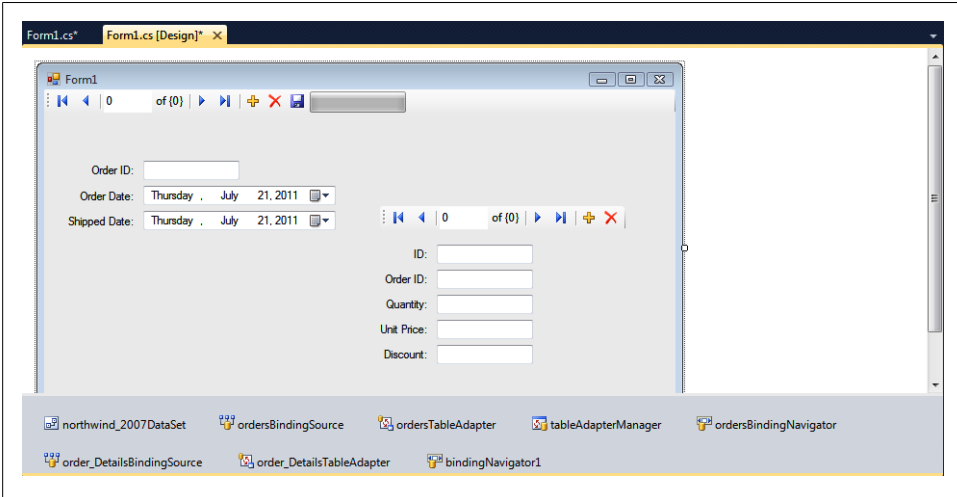 Form1.cs* Form1.cs [Design]*
Form1
0 of {0}
Order ID:
Order Date: Thursday , July 21, 2011
Shipped Date: Thursday , July 21, 2011
0 of {0}
ID:
Order ID:
Quantity:
Unit Price:
Discount:
northwind_2007DataSet ordersBindingSource ordersTableAdapter tableAdapterManager ordersBindingNavigator
order_DetailsBindingSource order_DetailsTableAdapter bindingNavigator1